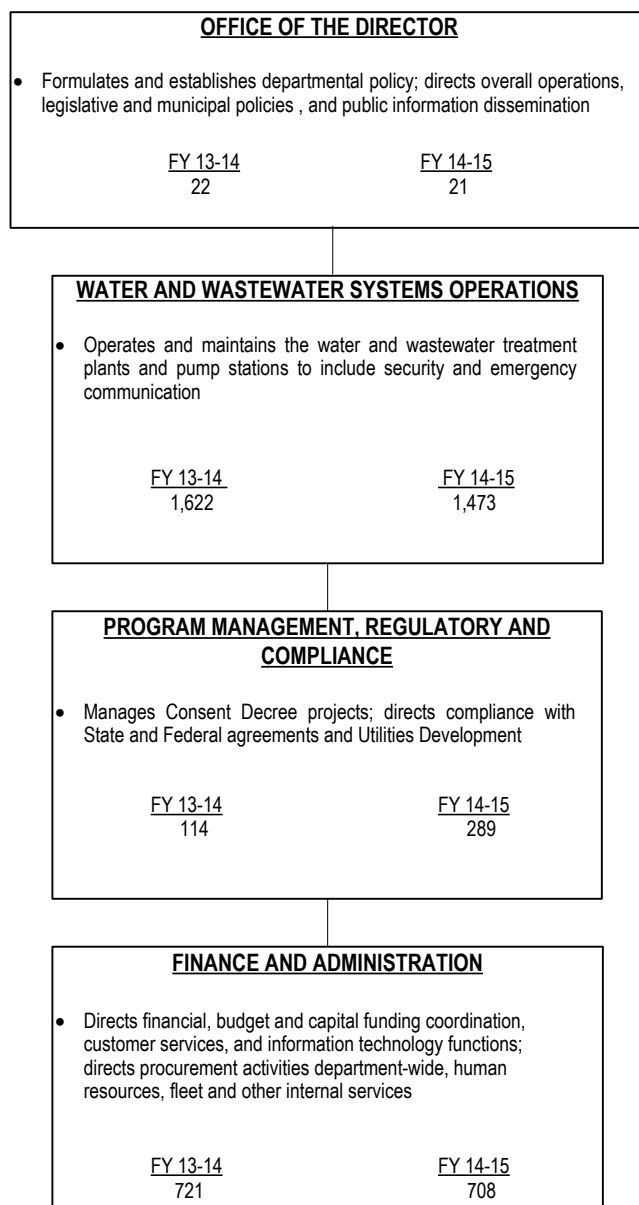 OFFICE OF THE DIRECTOR
• Formulates and establishes departmental policy; directs overall operations,
legislative and municipal policies , and public information dissemination
FY 13-14 FY 14-15
22 21
WATER AND WASTEWATER SYSTEMS OPERATIONS
• Operates and maintains the water and wastewater treatment
plants and pump stations to include security and emergency
communication
FY 13-14 FY 14-15
1,622 1,473
PROGRAM MANAGEMENT, REGULATORY AND
COMPLIANCE
• Manages Consent Decree projects; directs compliance with
State and Federal agreements and Utilities Development
FY 13-14 FY 14-15
114 289
FINANCE AND ADMINISTRATION
• Directs financial, budget and capital funding coordination,
customer services, and information technology functions;
directs procurement activities department-wide, human
resources, fleet and other internal services
FY 13-14 FY 14-15
721 708